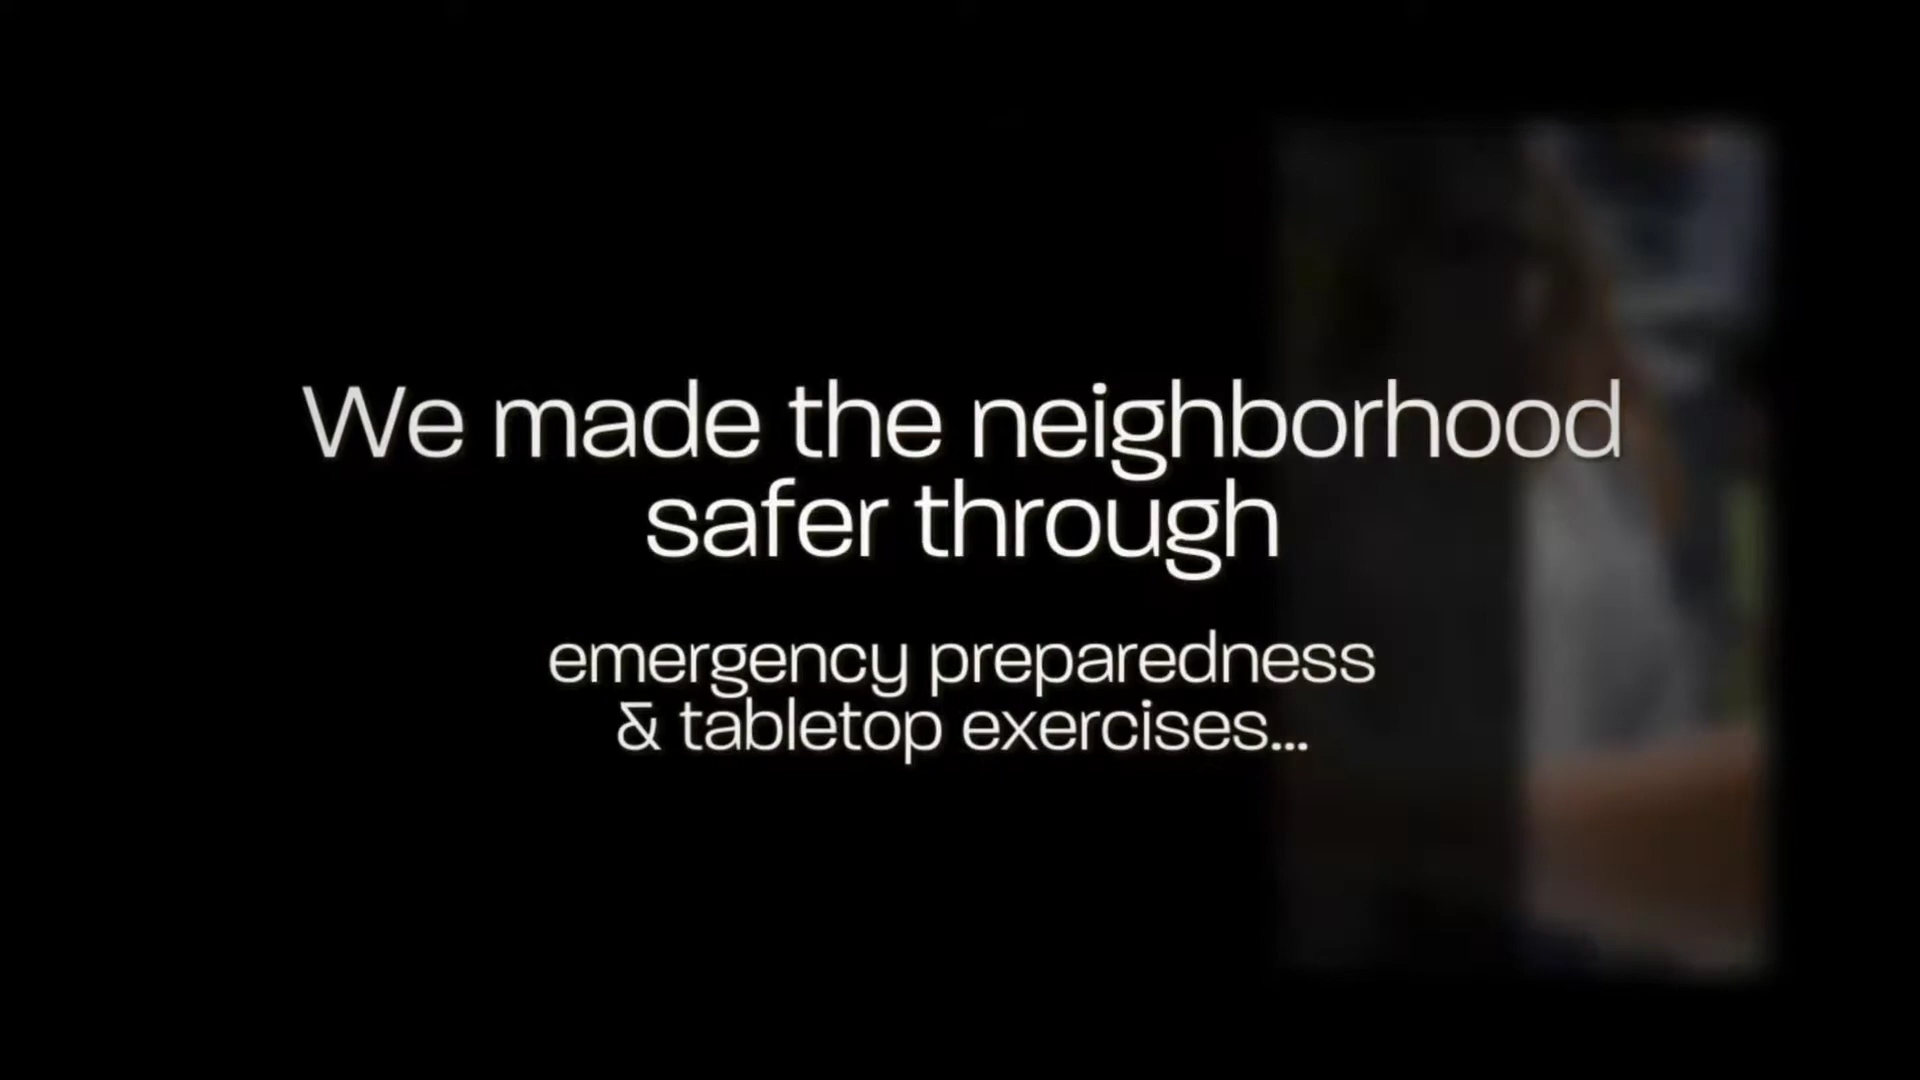 We made the neighborhood
safer through
emergency preparedness
& tabletop exercises...